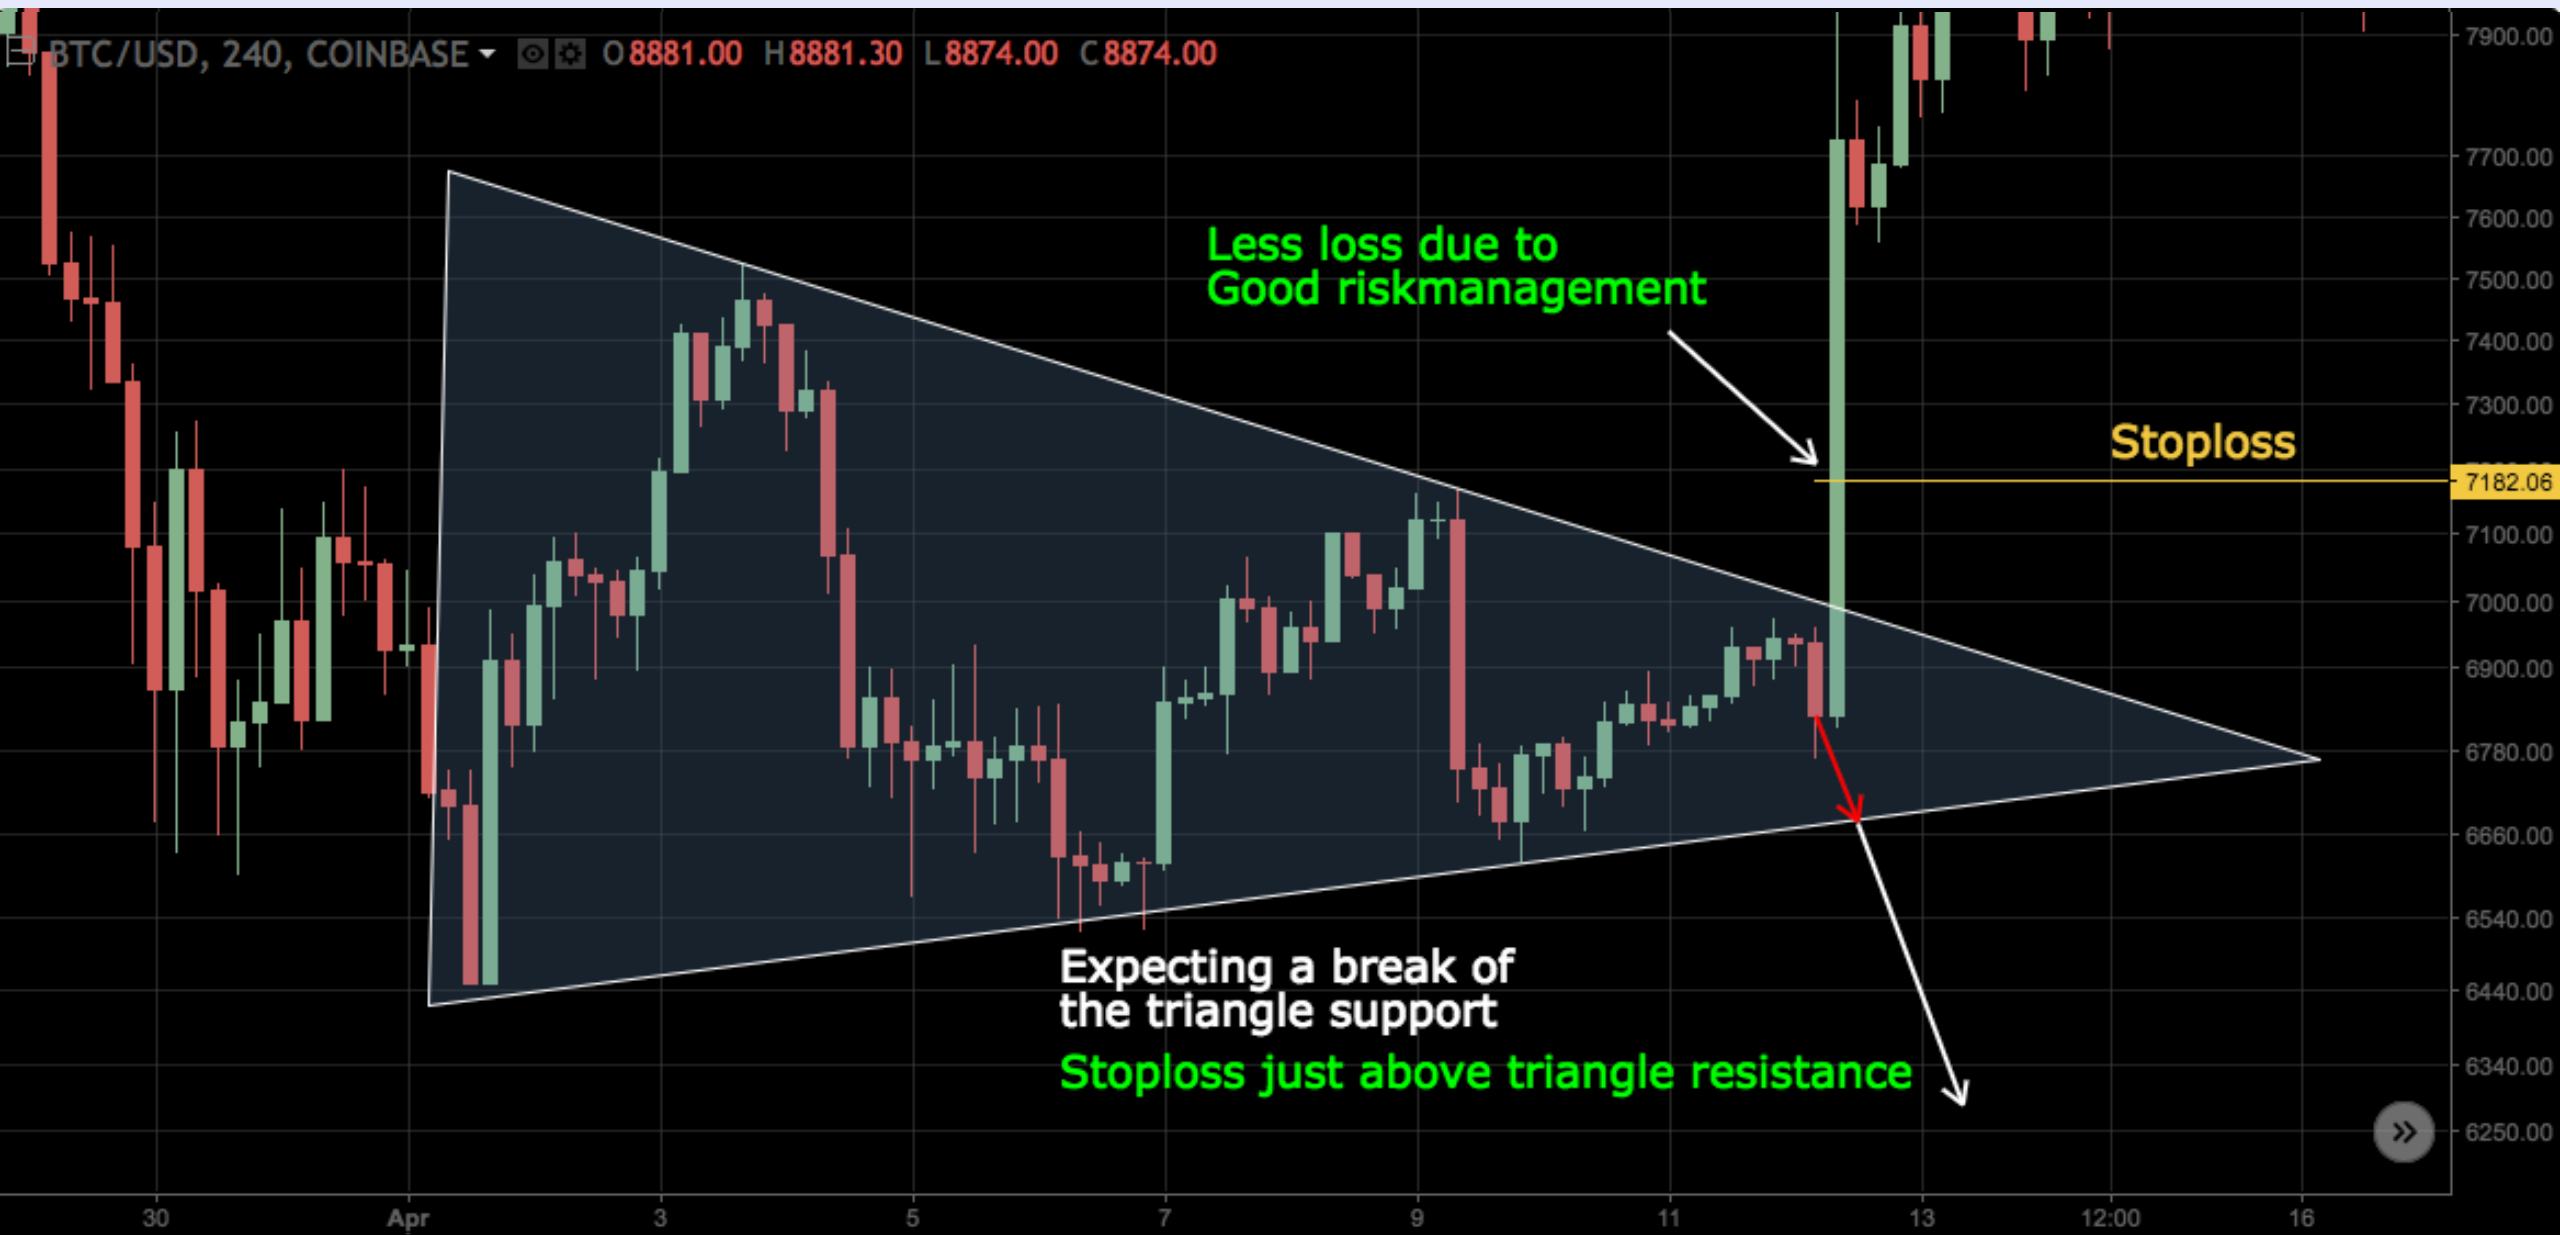 BTC/USD, 240, COINBASE O8881.00 H8881.30 L8874.00 C8874.00
7900.00
7700.00
7600.00
Less loss due to
Good riskmanagement
7500.00
7400.00
7300.00
Stoploss
7182.06
7100.00
7000.00
6900.00
6780.00
6660.00
6540.00
Expecting a break of
the triangle support
6440.00
Stoploss just above triangle resistance
6340.00
6250.00
30 Apr 3 5 7 9 11 13 12:00 16